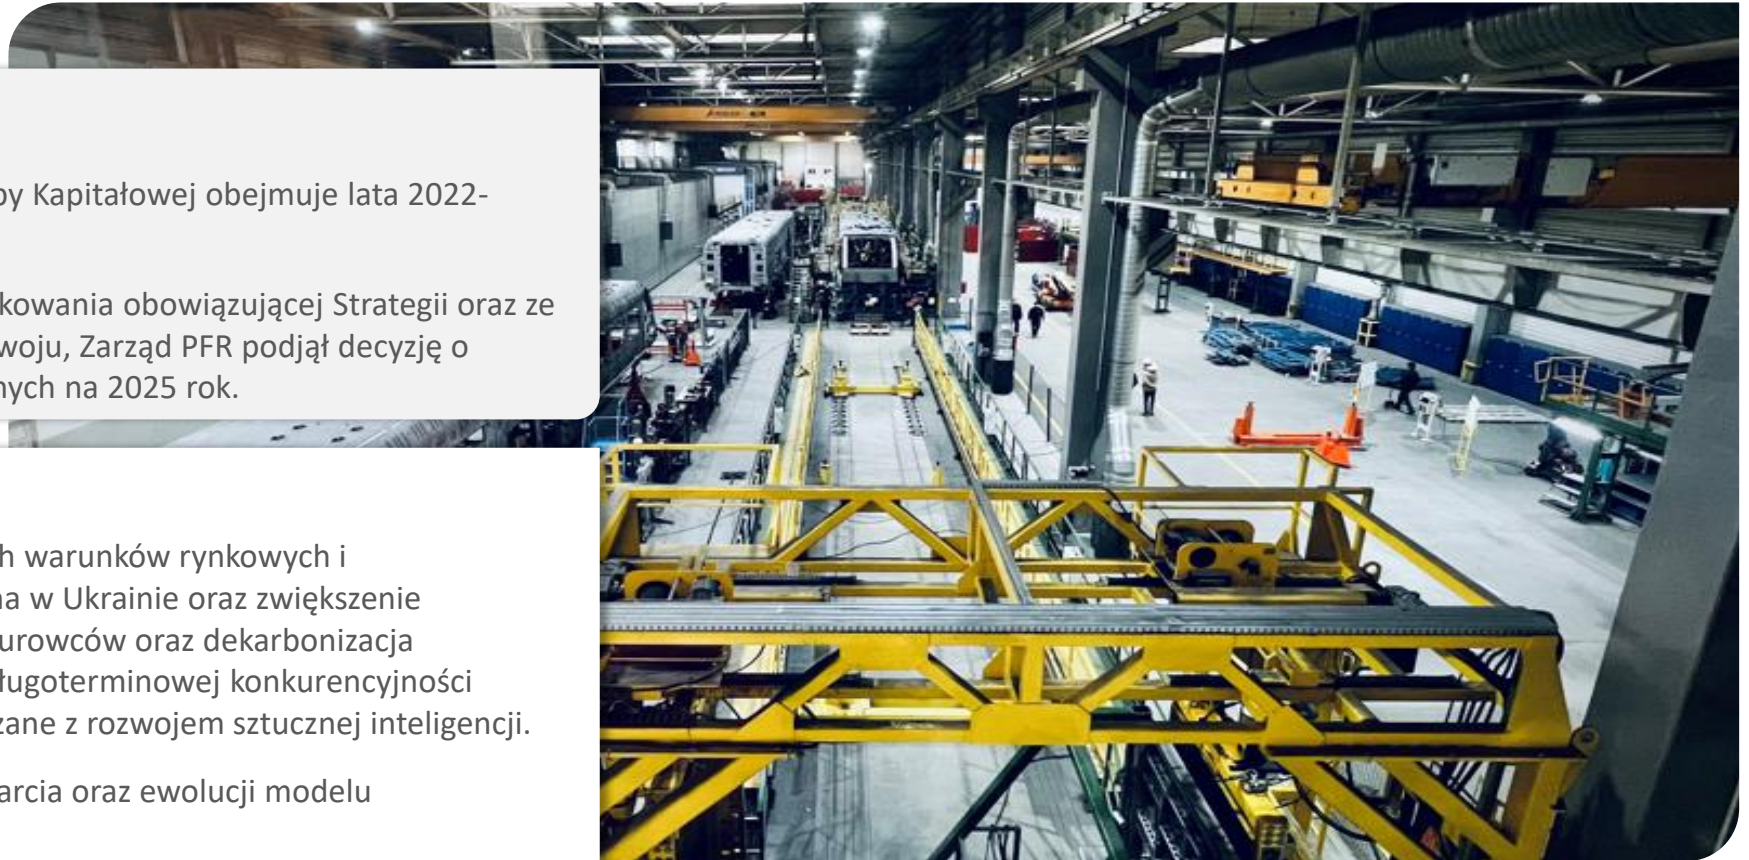 by Kapitałowej obejmuje lata 2022-
kowania obowiązującej Strategii oraz ze
woju, Zarząd PFR podjął decyzję o
nych na 2025 rok.
h warunków rynkowych i
na w Ukrainie oraz zwiększenie
urowców oraz dekarbonizacja
ługoterminowej konkurencyjności
zane z rozwojem sztucznej inteligencji.
arcia oraz ewolucji modelu